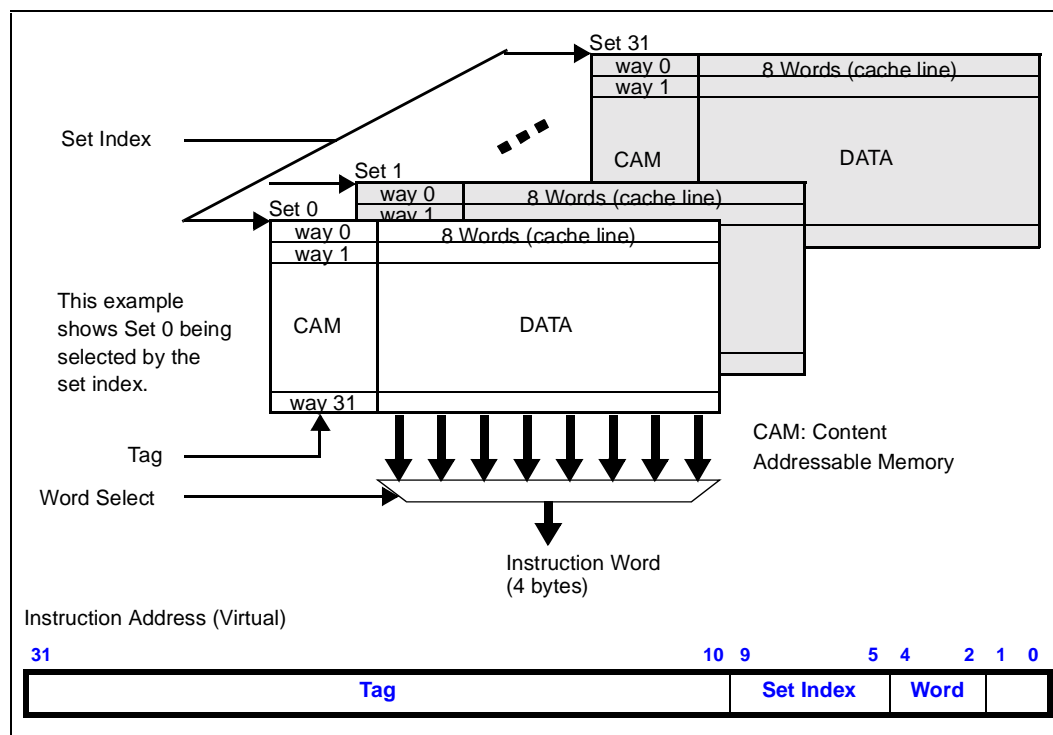 Set 31
way 0
8 Words (cache line)
way 1
Set Index
CAM
DATA
Set 1
way 0
8 Words (cache line)
way 1
Set 0
way 0
8 Words (cache line)
way 1
This example
shows Set 0 being
selected by the
set index.
CAM
DATA
way 31
CAM: Content
Addressable Memory
Tag
Word Select
Instruction Word
(4 bytes)
Instruction Address (Virtual)
31 10 9 5 4 2 1 0
Tag Set Index Word